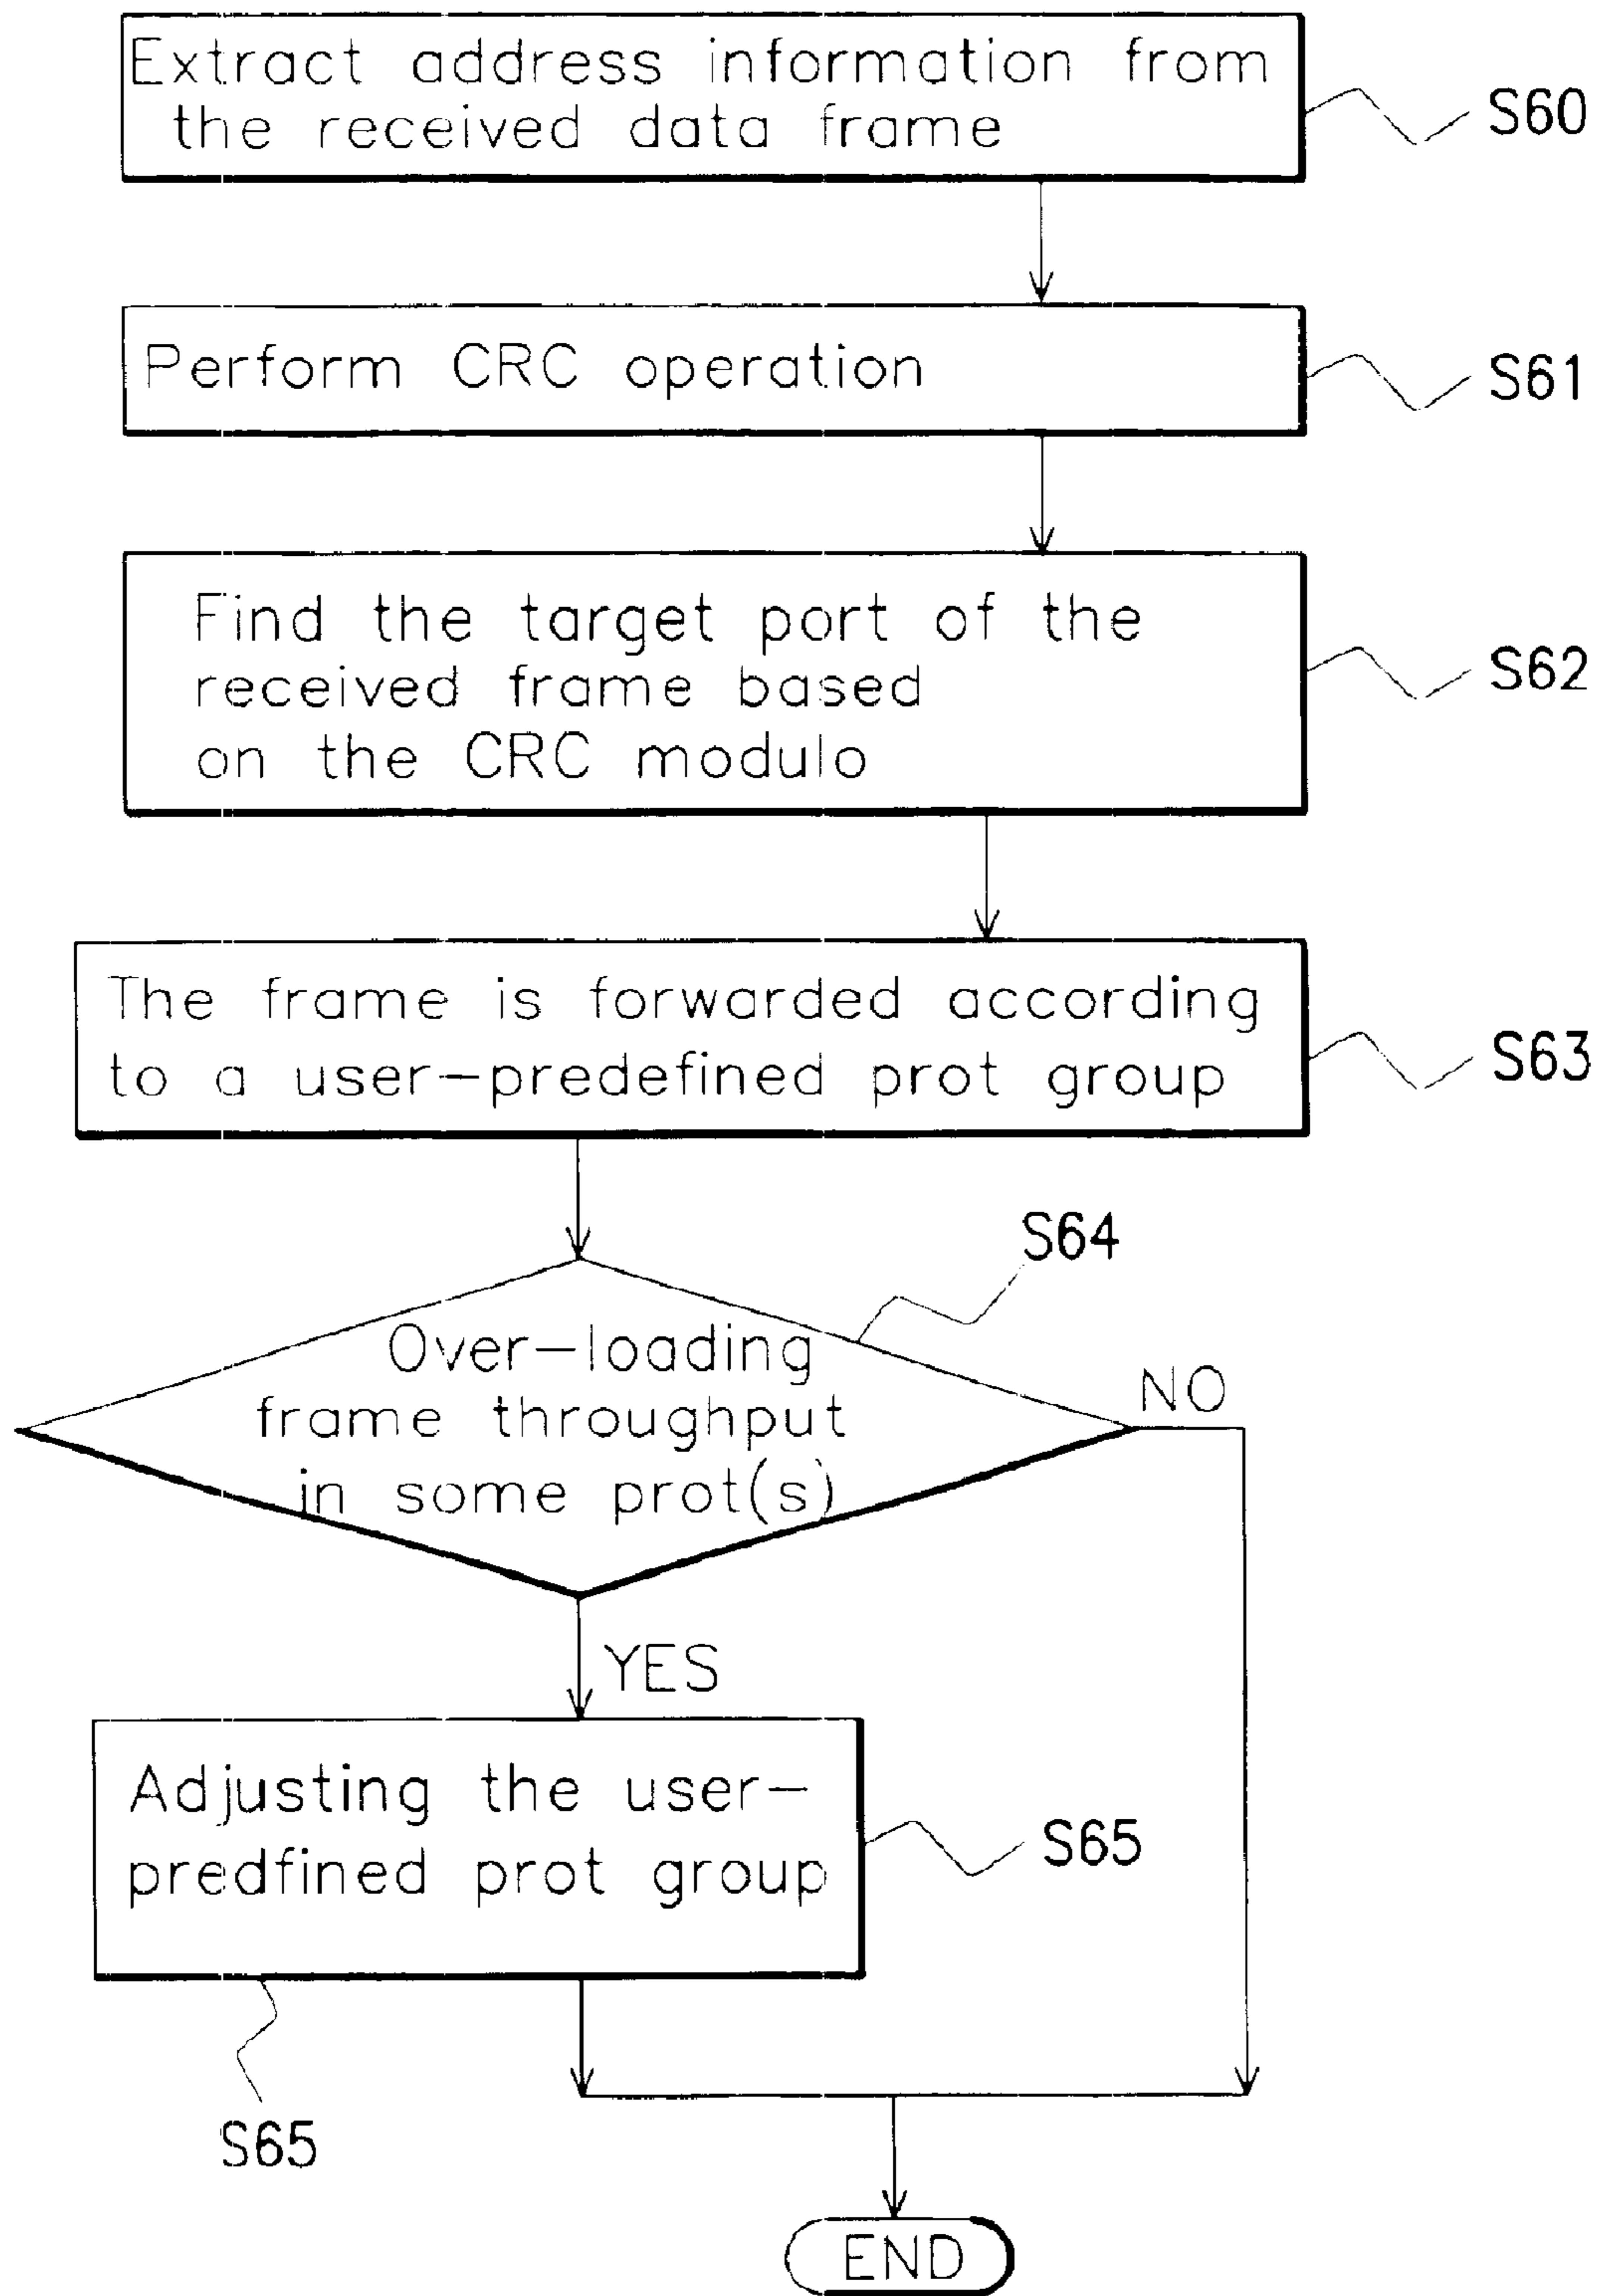 Extract address information from
the received data frame
S60
Perform CRC operation
S61
Find the target port of the
received frame based
on the CRC modulo
S62
The frame is forwarded according
to a user-predefined prot group
S63
S64
Over-loading
frame throughput
in some prot(s)
NO
YES
Adjusting the user-
predfined prot group
S65
S65
END